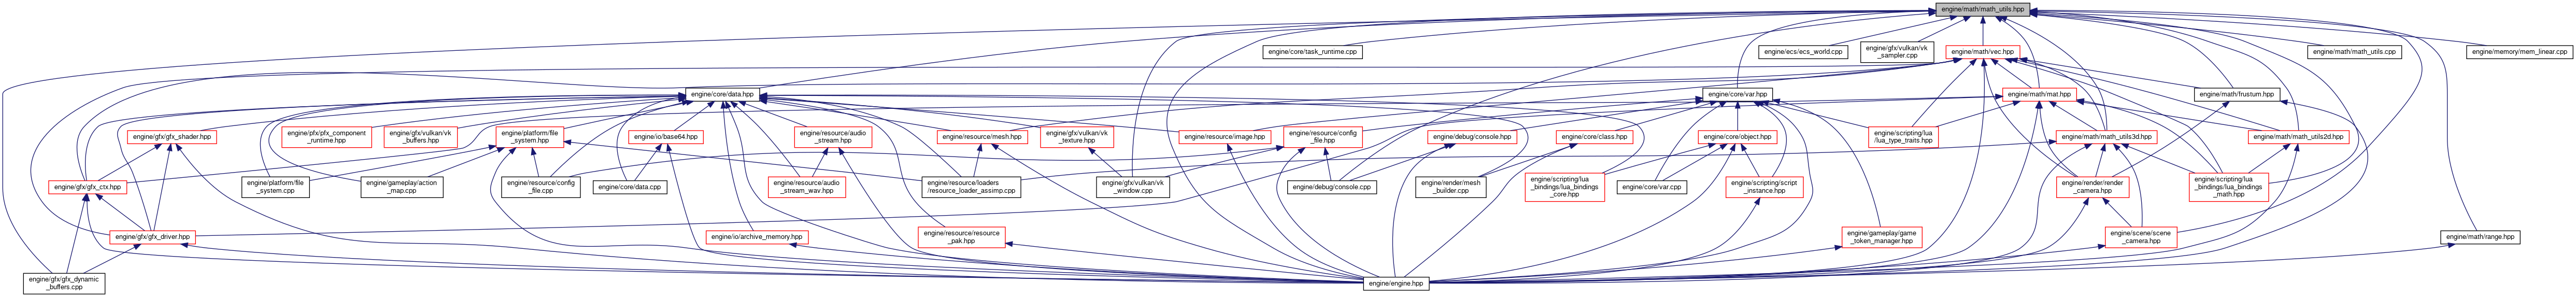 engine/math/math_utils.hpp
engine/core/task_runtime.cpp
engine/ecs/ecs_world.cpp
engine/gfx/vulkan/vk
_sampler.cpp
engine/math/vec.hpp
engine/math/math_utils.cpp
engine/memory/mem_linear.cpp
engine/core/data.hpp
engine/core/var.hpp
engine/math/mat.hpp
engine/math/frustum.hpp
engine/gfx/gfx_shader.hpp
engine/pfx/pfx_component
_runtime.hpp
engine/gfx/vulkan/vk
_buffers.hpp
engine/platform/file
_system.hpp
engine/io/base64.hpp
engine/resource/audio
_stream.hpp
engine/resource/mesh.hpp
engine/gfx/vulkan/vk
_texture.hpp
engine/resource/image.hpp
engine/resource/config
_file.hpp
engine/debug/console.hpp
engine/core/class.hpp
engine/core/object.hpp
engine/scripting/lua
/lua_type_traits.hpp
engine/math/math_utils3d.hpp
engine/math/math_utils2d.hpp
engine/gfx/gfx_ctx.hpp
engine/platform/file
_system.cpp
engine/gameplay/action
_map.cpp
engine/resource/config
_file.cpp
engine/core/data.cpp
engine/resource/audio
_stream_wav.hpp
engine/resource/loaders
/resource_loader_assimp.cpp
engine/gfx/vulkan/vk
_window.cpp
engine/debug/console.cpp
engine/render/mesh
_builder.cpp
engine/scripting/lua
_bindings/lua_bindings
_core.hpp
engine/core/var.cpp
engine/scripting/script
_instance.hpp
engine/render/render
_camera.hpp
engine/scripting/lua
_bindings/lua_bindings
_math.hpp
engine/gfx/gfx_driver.hpp
engine/io/archive_memory.hpp
engine/resource/resource
_pak.hpp
engine/gameplay/game
_token_manager.hpp
engine/scene/scene
_camera.hpp
engine/math/range.hpp
engine/gfx/gfx_dynamic
_buffers.cpp
engine/engine.hpp